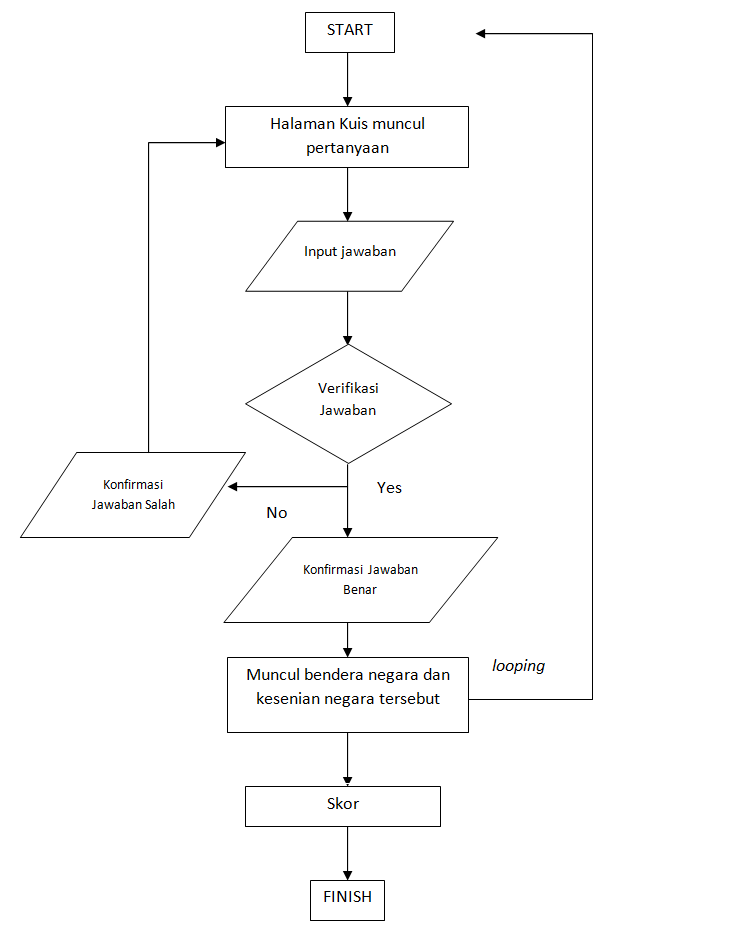 START
Halaman Kuis muncul
pertanyaan
Input jawaban
Verifikasi
Jawaban
Konfirmasi
Jawaban Salah
Yes
No
Konfirmasi Jawaban
Benar
looping
Muncul bendera negara dan
kesenian negara tersebut
Skor
FINISH